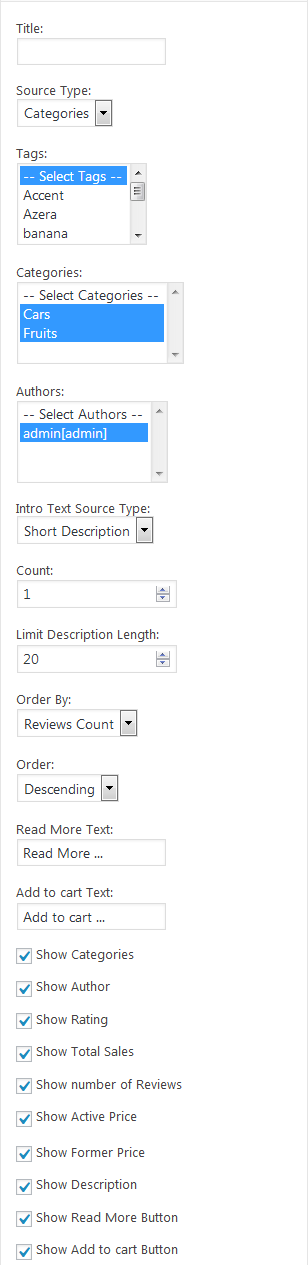 Title:
Source Type:
Categories
Tags:
-- Select Tags --
Accent
Azera
banana
Categories:
-- Select Categories --
Cars
Fruits
Authors:
-- Select Authors --
admin[admin]
Intro Text Source Type:
Short Description
Count:
1
Limit Description Length:
20
Order By:
Reviews Count
Order:
Descending
Read More Text:
Read More ...
Add to cart Text:
Add to cart ...
Show Categories
Show Author
Show Rating
Show Total Sales
Show number of Reviews
Show Active Price
Show Former Price
Show Description
Show Read More Button
Show Add to cart Button